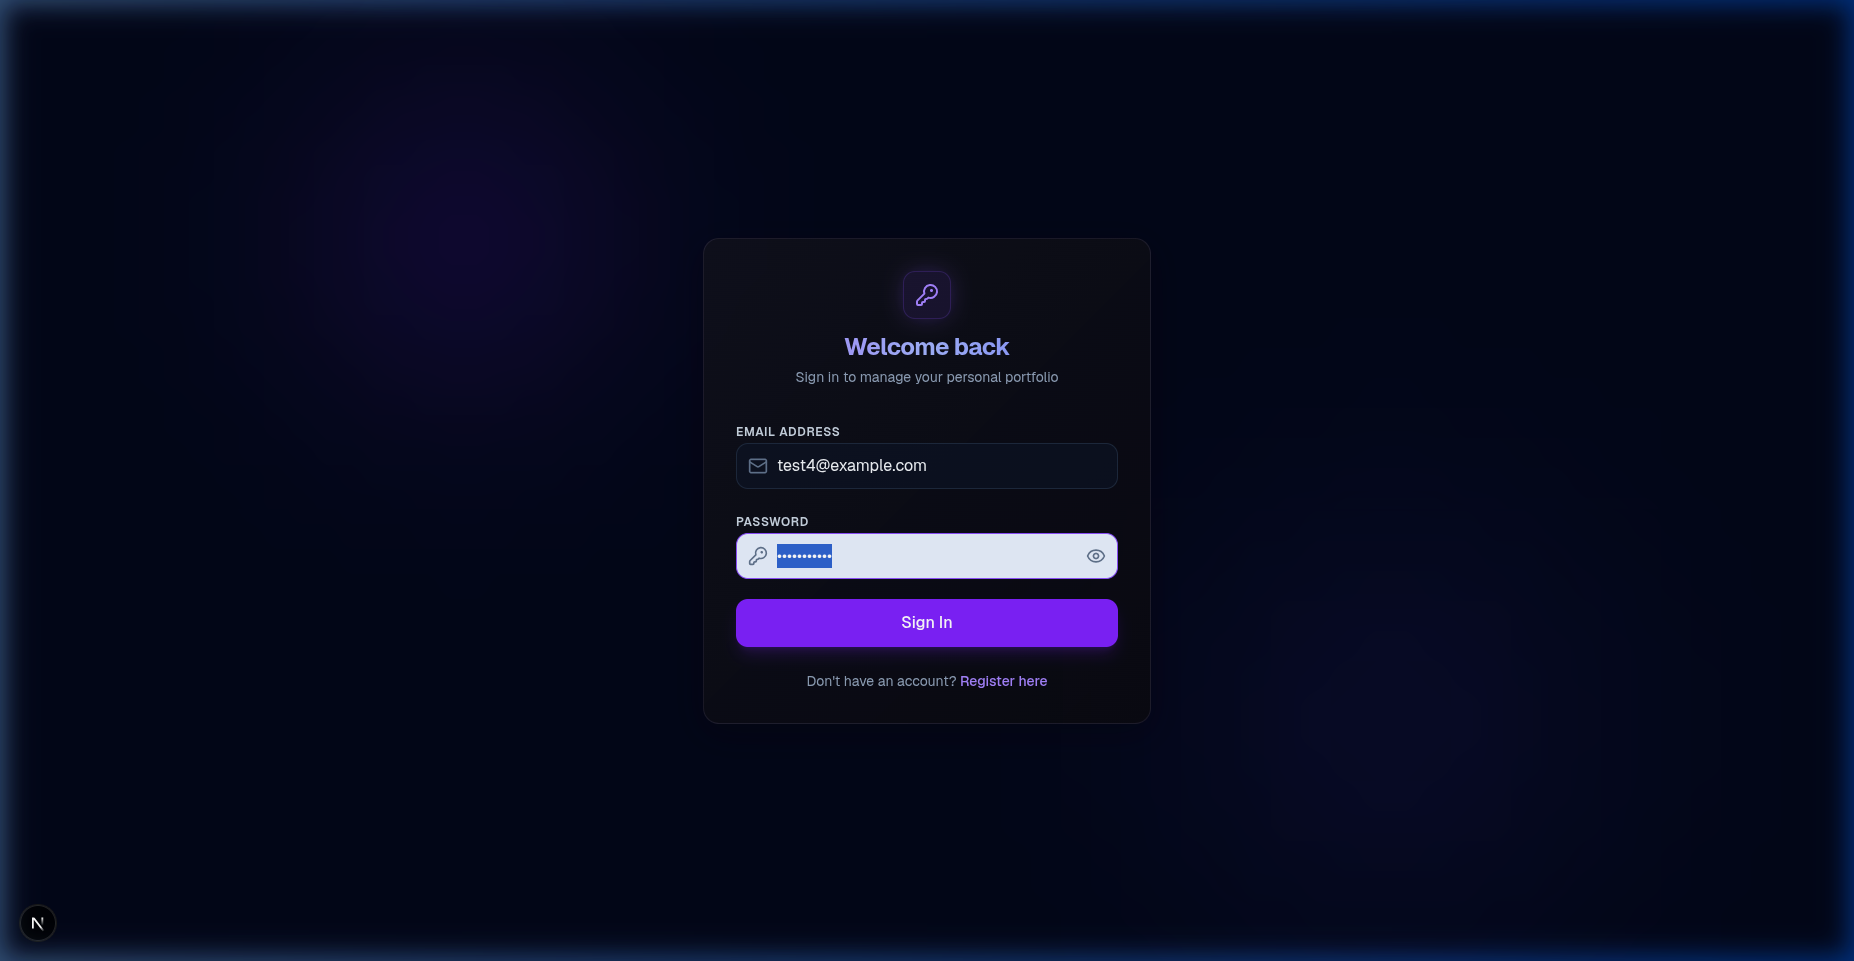 Welcome back
Sign in to manage your personal portfolio
EMAIL ADDRESS
test4@example.com
PASSWORD
•••••••••••
Sign In
Don't have an account? Register here
N